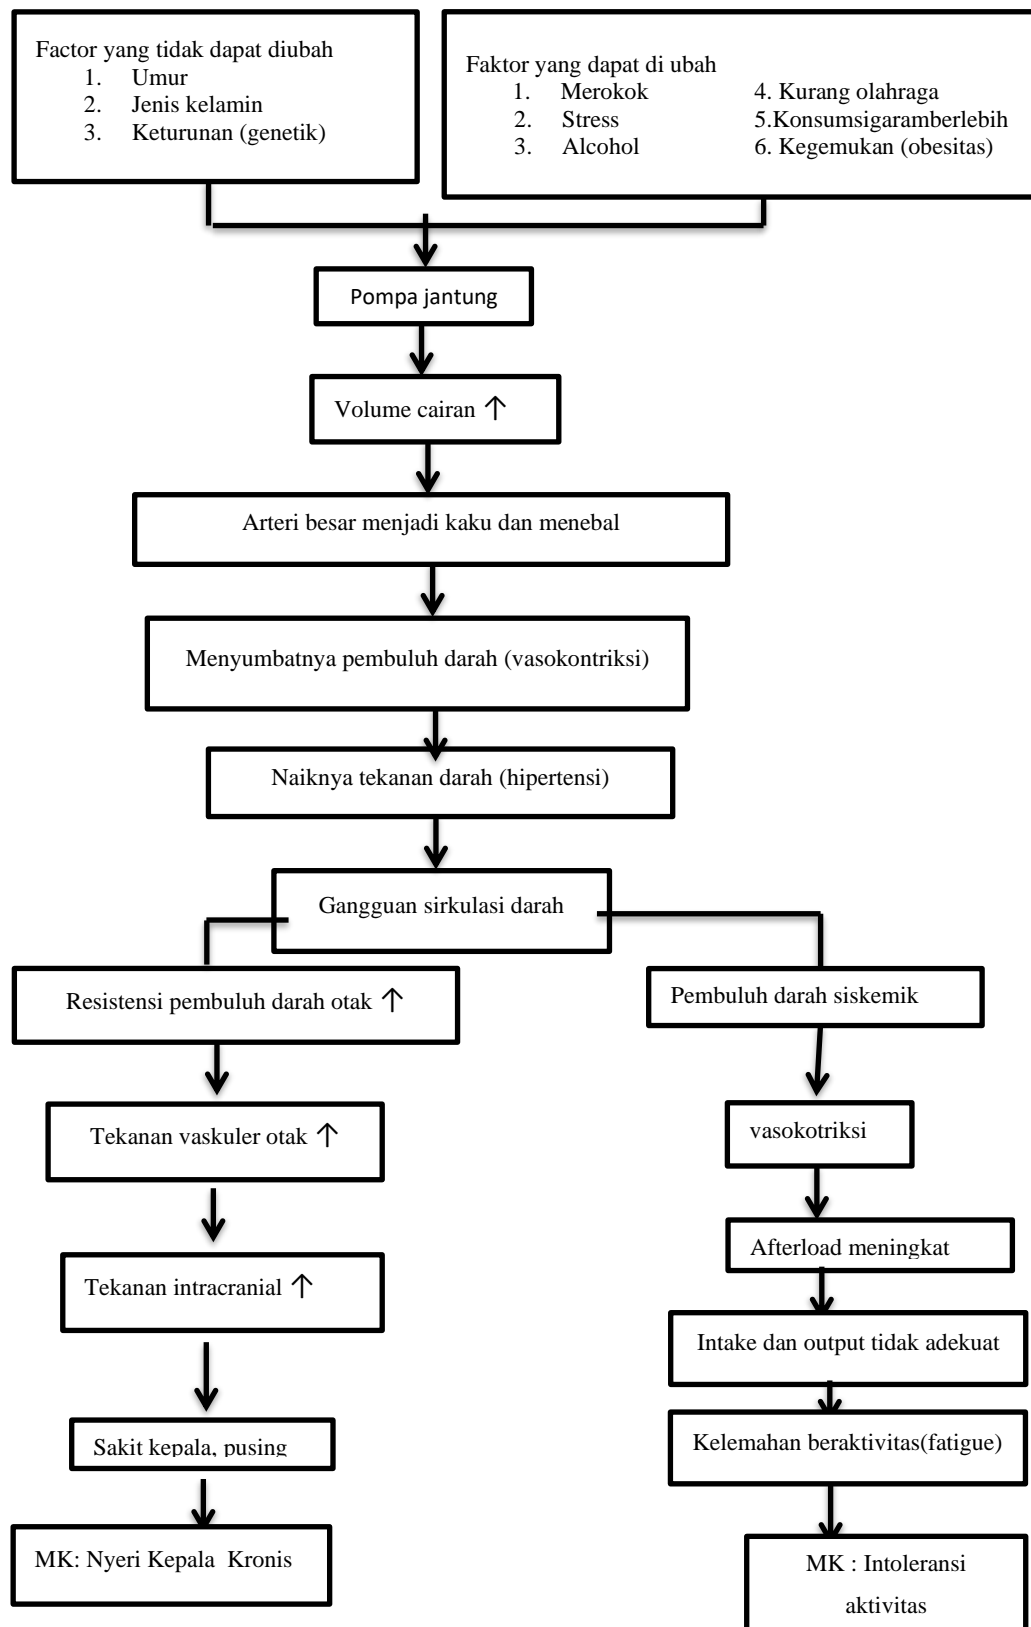 Factor yang tidak dapat diubah
1. Umur
2. Jenis kelamin
3. Keturunan (genetik)
Faktor yang dapat di ubah
1. Merokok
2. Stress
3. Alcohol
4. Kurang olahraga
5.Konsumsigaramberlebih
6. Kegemukan (obesitas)
Pompa jantung
Volume cairan ↑
Arteri besar menjadi kaku dan menebal
Menyumbatnya pembuluh darah (vasokontriksi)
Naiknya tekanan darah (hipertensi)
Gangguan sirkulasi darah
Resistensi pembuluh darah otak ↑
Tekanan vaskuler otak ↑
Tekanan intracranial ↑
Sakit kepala, pusing
MK: Nyeri Kepala Kronis
Pembuluh darah siskemik
vasokotriksi
Afterload meningkat
Intake dan output tidak adekuat
Kelemahan beraktivitas(fatigue)
MK : Intoleransi
aktivitas